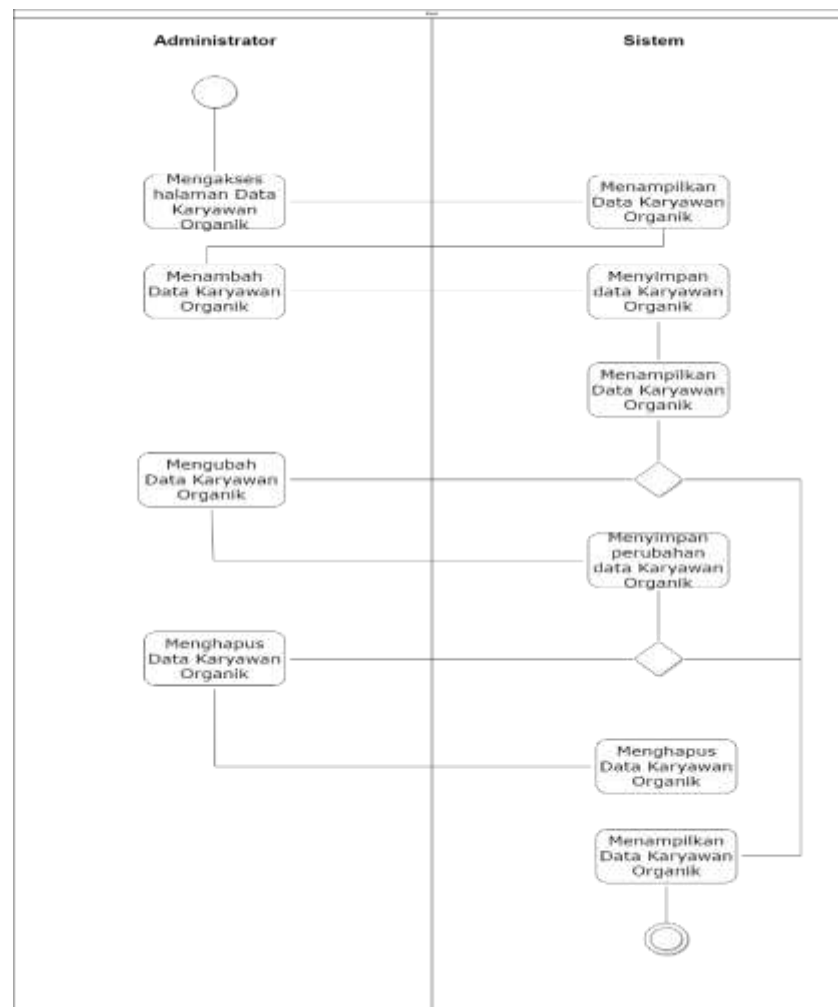 Administrator
Sistem
Mengakses
halaman Data
Karyawan
Organik
Menampilkan
Data Karyawan
Organik
Menambah
Data Karyawan
Organik
Menyimpan
data Karyawan
Organik
Menampilkan
Data Karyawan
Organik
Mengubah
Data Karyawan
Organik
Menyimpan
perubahan
data Karyawan
Organik
Menghapus
Data Karyawan
Organik
Menghapus
Data Karyawan
Organik
Menampilkan
Data Karyawan
Organik